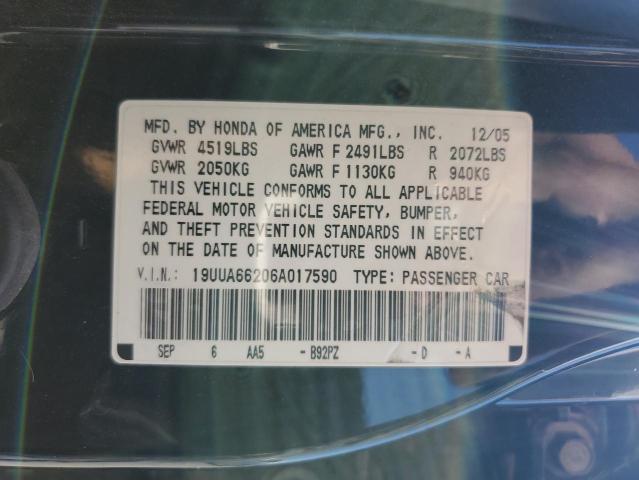 MFD. BY HONDA OF AMERICA MFG., INC. 12/05
GVWR 4519LBS GAWR F 2491LBS R 2072LBS
GVWR 2050KG GAWR F 1130KG R 940KG
THIS VEHICLE CONFORMS TO ALL APPLICABLE
FEDERAL MOTOR VEHICLE SAFETY, BUMPER,
AND THEFT PREVENTION STANDARDS IN EFFECT
ON THE DATE OF MANUFACTURE SHOWN ABOVE.
V.I.N.: 19UUA66206A017590 TYPE: PASSENGER CAR
SEP 6 AA5 -B92PZ -D -A